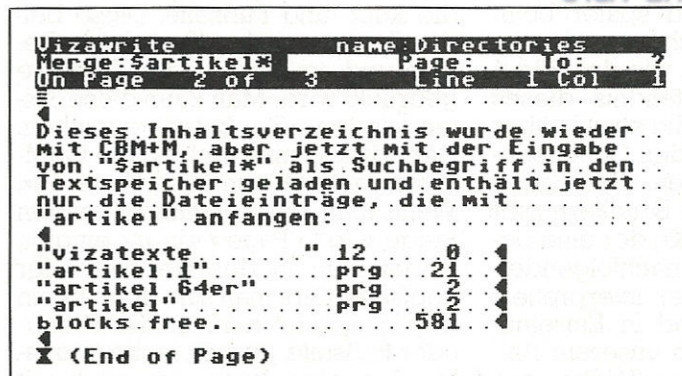 Vizawrite name:Directories
Merge:$artikel* Page: To: ?
On Page 2 of 3 Line 1 Col 1
Dieses Inhaltsverzeichnis wurde wieder
mit CBM+M, aber jetzt mit der Eingabe
von "$artikel*" als Suchbegriff in den
Textspeicher geladen und enthält jetzt
nur die Dateieinträge, die mit
"artikel" anfangen:
"vizatexte. " 12 0
"artikel 1" prg 21
"artikel 64er" prg 2
"artikel" prg 2
blocks free. 581
(End of Page)